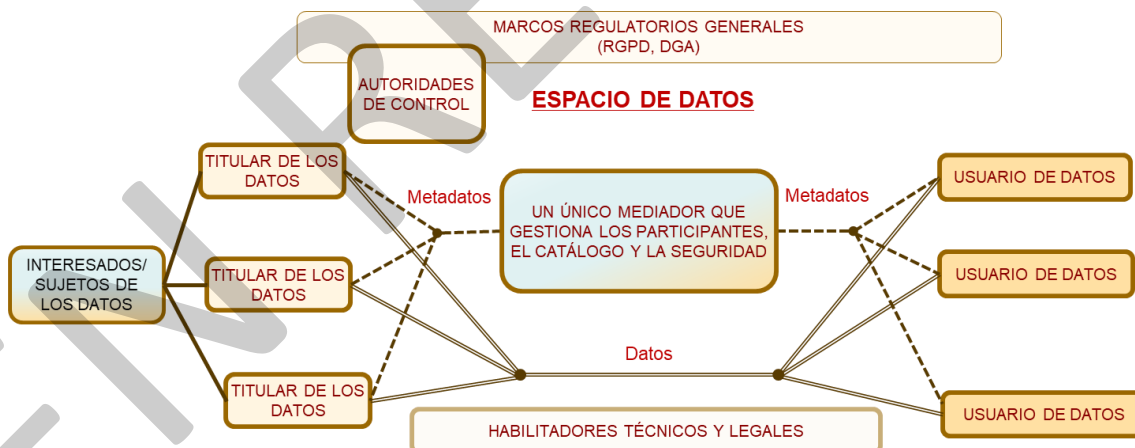 MARCOS REGULATORIOS GENERALES
(RGPD, DGA)
AUTORIDADES
DE CONTROL
ESPACIO DE DATOS
TITULAR DE LOS
DATOS
Metadatos
UN ÚNICO MEDIADOR QUE
GESTIONA LOS PARTICIPANTES,
EL CATÁLOGO Y LA SEGURIDAD
Metadatos
USUARIO DE DATOS
INTERESADOS/
SUJETOS DE
LOS DATOS
TITULAR DE LOS
DATOS
USUARIO DE DATOS
Datos
TITULAR DE LOS
DATOS
USUARIO DE DATOS
HABILITADORES TÉCNICOS Y LEGALES
EN RE